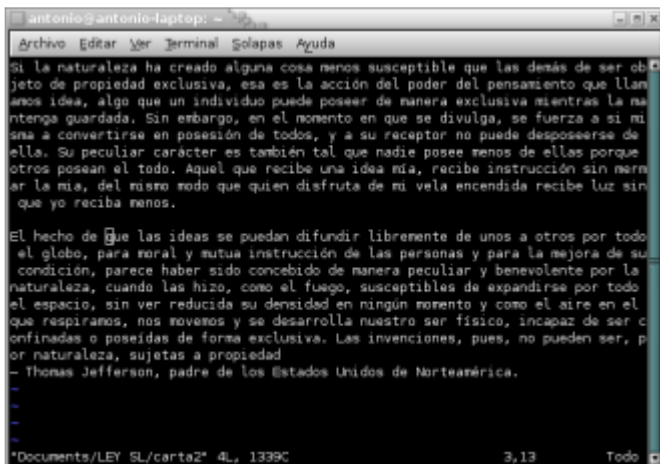 antonio@antonio-laptop: ~
Archivo Editar Ver Terminal Solapas Ayuda
Si la naturaleza ha creado alguna cosa menos susceptible que las demás de ser ob
jeto de propiedad exclusiva, esa es la acción del poder del pensamiento que llam
amos idea, algo que un individuo puede poseer de manera exclusiva mientras la ma
ntenga guardada. Sin embargo, en el momento en que se divulga, se fuerza a si mi
sma a convertirse en posesión de todos, y a su receptor no puede desposeerse de
ella. Su peculiar carácter es también tal que nadie posee menos de ellas porque
otros posean el todo. Aquel que recibe una idea mía, recibe instrucción sin merm
ar la mia, del mismo modo que quien disfruta de mi vela encendida recibe luz sin
 que yo reciba menos.
El hecho de que las ideas se puedan difundir libremente de unos a otros por todo
 el globo, para moral y mutua instrucción de las personas y para la mejora de su
 condición, parece haber sido concebido de manera peculiar y benevolente por la
naturaleza, cuando las hizo, como el fuego, susceptibles de expandirse por todo
el espacio, sin ver reducida su densidad en ningún momento y como el aire en el
que respiramos, nos movemos y se desarrolla nuestro ser físico, incapaz de ser c
onfinadas o poseídas de forma exclusiva. Las invenciones, pues, no pueden ser, p
or naturaleza, sujetas a propiedad
— Thomas Jefferson, padre de los Estados Unidos de Norteamérica.
~
~
~
~
"Documents/LEY SL/carta2" 4L, 1339C 3,13 Todo